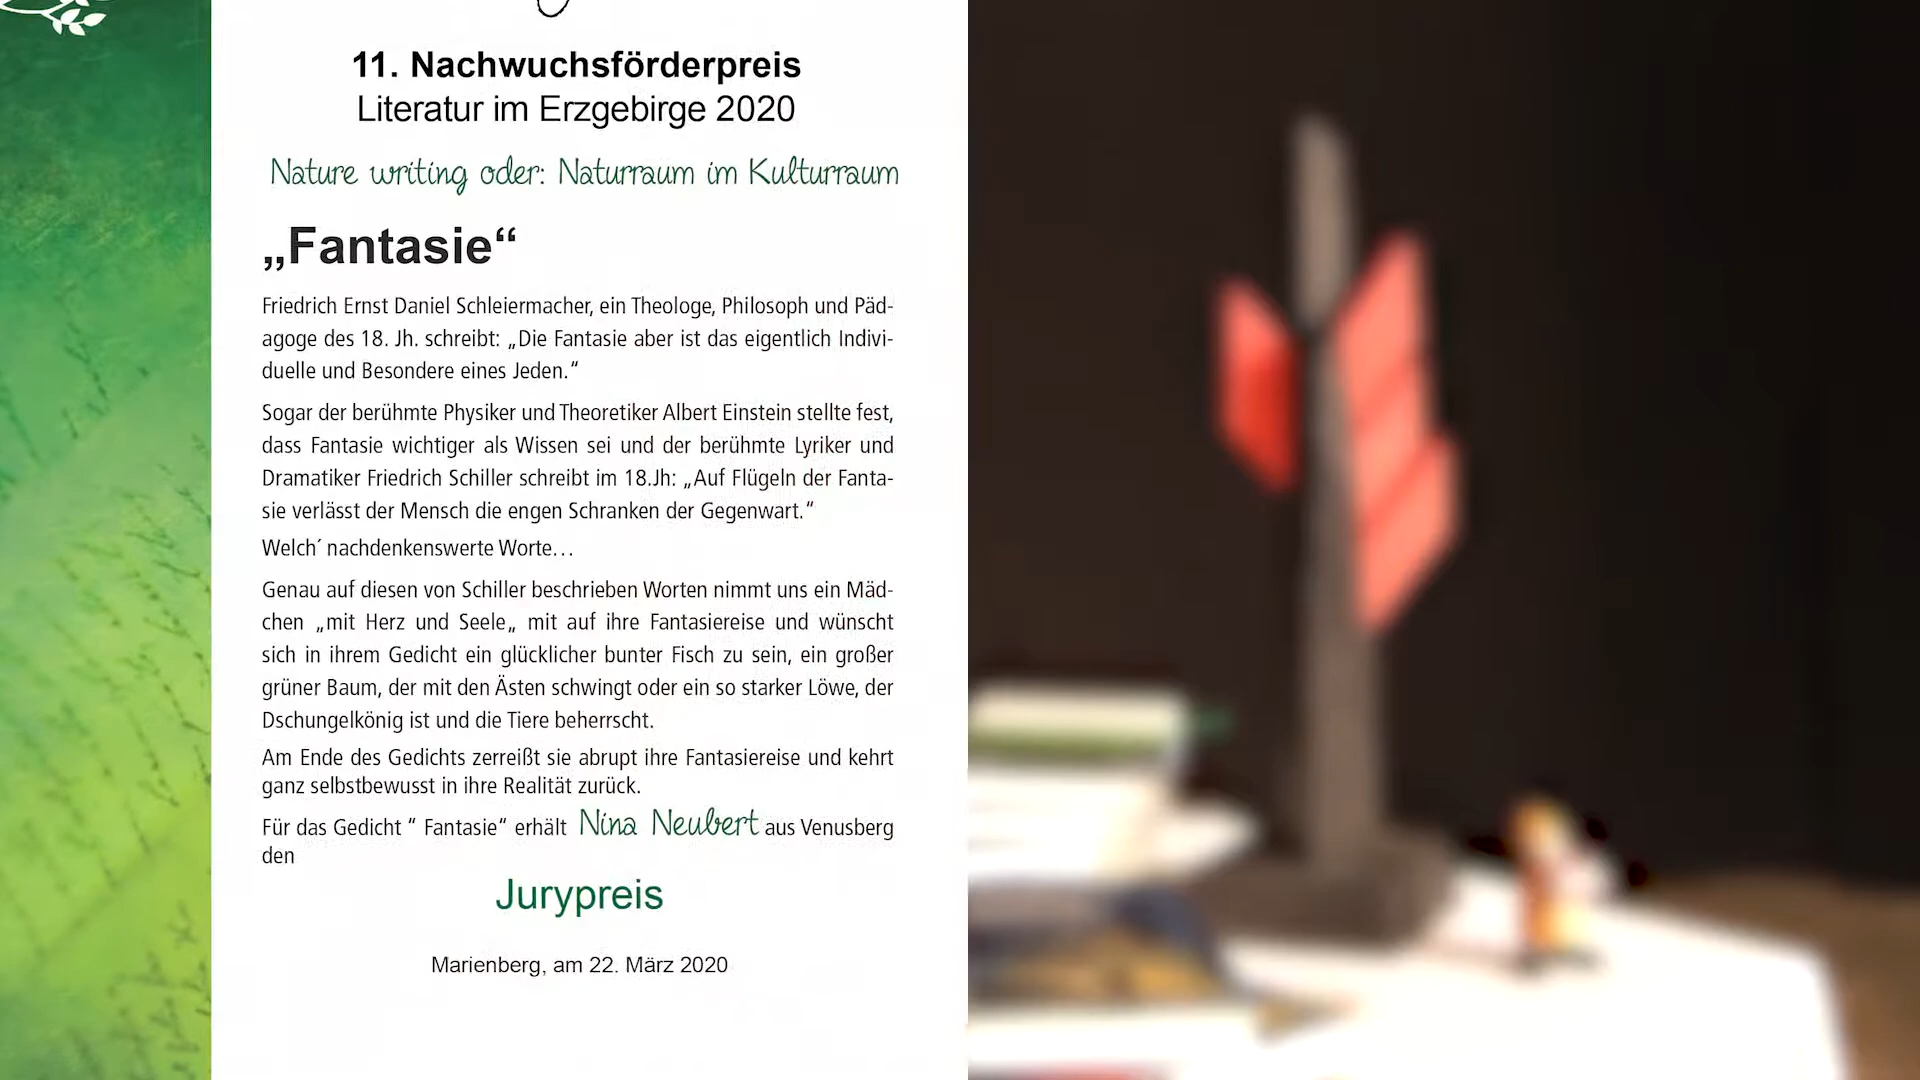 11. Nachwuchsförderpreis
Literatur im Erzgebirge 2020
Nature writing oder: Naturraum im Kulturraum
„Fantasie“
Friedrich Ernst Daniel Schleiermacher, ein Theologe, Philosoph und Päd-
agoge des 18. Jh. schreibt: „Die Fantasie aber ist das eigentlich Indivi-
duelle und Besondere eines Jeden.“
Sogar der berühmte Physiker und Theoretiker Albert Einstein stellte fest,
dass Fantasie wichtiger als Wissen sei und der berühmte Lyriker und
Dramatiker Friedrich Schiller schreibt im 18.Jh: „Auf Flügeln der Fanta-
sie verlässt der Mensch die engen Schranken der Gegenwart.“
Welch´ nachdenkenswerte Worte…
Genau auf diesen von Schiller beschrieben Worten nimmt uns ein Mäd-
chen „mit Herz und Seele„ mit auf ihre Fantasiereise und wünscht
sich in ihrem Gedicht ein glücklicher bunter Fisch zu sein, ein großer
grüner Baum, der mit den Ästen schwingt oder ein so starker Löwe, der
Dschungelkönig ist und die Tiere beherrscht.
Am Ende des Gedichts zerreißt sie abrupt ihre Fantasiereise und kehrt
ganz selbstbewusst in ihre Realität zurück.
Für das Gedicht “ Fantasie“ erhält Nina Neubert aus Venusberg
den
Jurypreis
Marienberg, am 22. März 2020